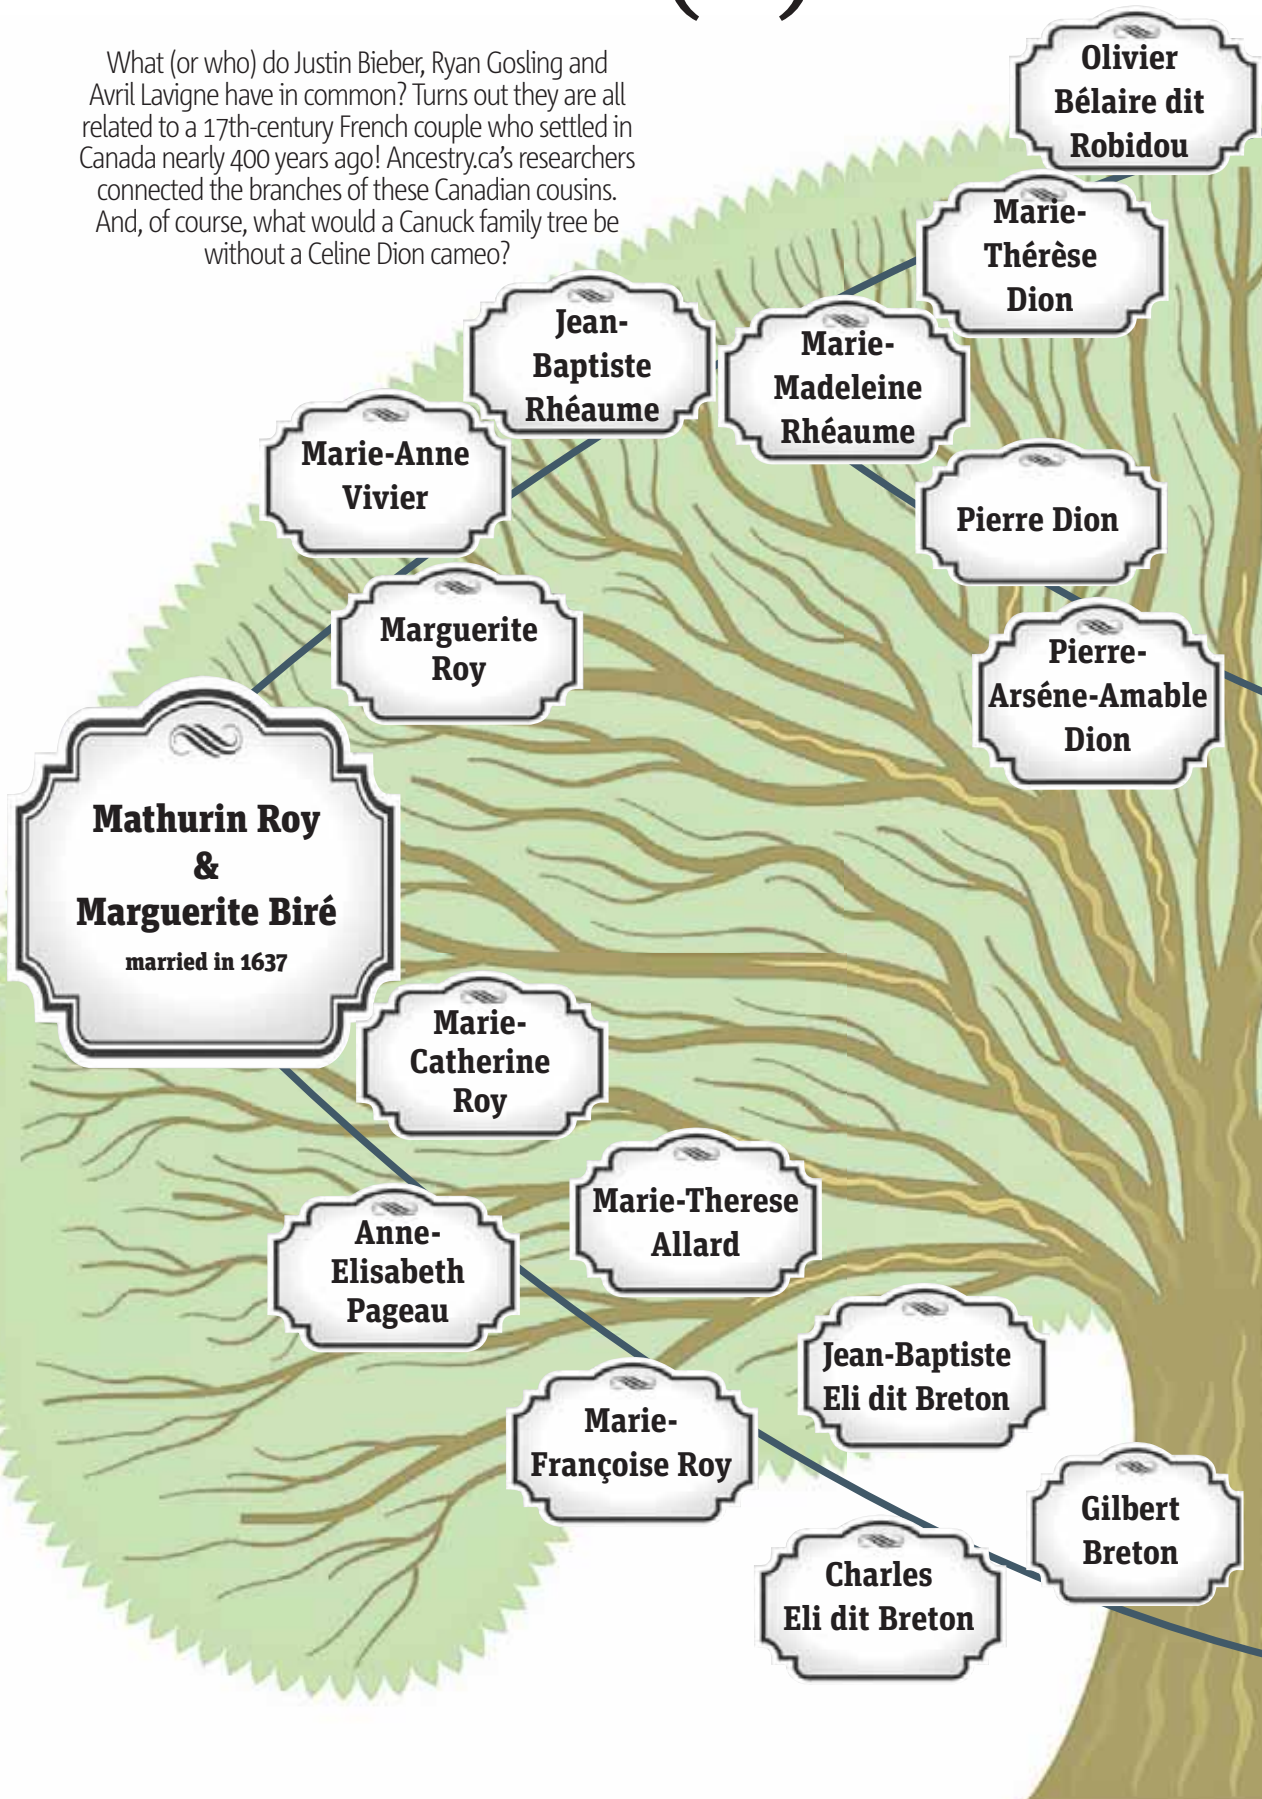 What (or who) do Justin Bieber, Ryan Gosling and
Avril Lavigne have in common? Turns out they are all
related to a 17th-century French couple who settled in
Canada nearly 400 years ago! Ancestry.ca's researchers
connected the branches of these Canadian cousins.
And, of course, what would a Canuck family tree be
without a Celine Dion cameo?
Olivier
Bélaire dit
Robidou
Marie-
Thérèse
Dion
Jean-
Baptiste
Rhéaume
Marie-
Madeleine
Rhéaume
Marie-Anne
Vivier
Pierre Dion
Marguerite
Roy
Pierre-
Arséne-Amable
Dion
Mathurin Roy
&
Marguerite Biré
married in 1637
Marie-
Catherine
Roy
Marie-Therese
Allard
Anne-
Elisabeth
Pageau
Jean-Baptiste
Eli dit Breton
Marie-
Françoise Roy
Gilbert
Breton
Charles
Eli dit Breton